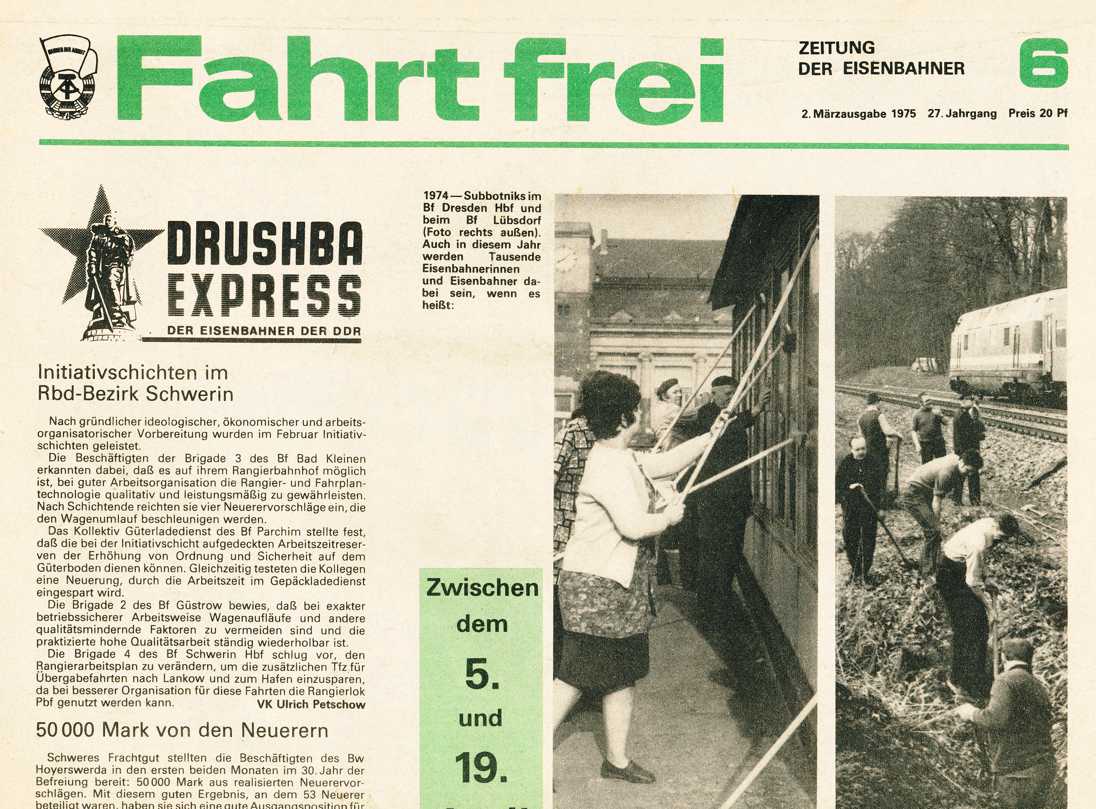 Fahrt frei
ZEITUNG
DER EISENBAHNER
6
2. Märzausgabe 1975 27. Jahrgang Preis 20 Pf
DRUSHBA
EXPRESS
DER EISENBAHNER DER DDR
Initiativschichten im
Rbd-Bezirk Schwerin
Nach gründlicher ideologischer, ökonomischer und arbeits-
organisatorischer Vorbereitung wurden im Februar Initiativ-
schichten geleistet.
Die Beschäftigten der Brigade 3 des Bf Bad Kleinen
erkannten dabei, daß es auf ihrem Rangierbahnhof möglich
ist, bei guter Arbeitsorganisation die Rangier- und Fahrplan-
technologie qualitativ und leistungsmäßig zu gewährleisten.
Nach Schichtende reichten sie vier Neuerervorschläge ein, die
den Wagenumlauf beschleunigen werden.
Das Kollektiv Güterladedienst des Bf Parchim stellte fest,
daß die bei der Initiativschicht aufgedeckten Arbeitszeitreser-
ven der Erhöhung von Ordnung und Sicherheit auf dem
Güterboden dienen können. Gleichzeitig testeten die Kollegen
eine Neuerung, durch die Arbeitszeit im Gepäckladedienst
eingespart wird.
Die Brigade 2 des Bf Güstrow bewies, daß bei exakter
betriebssicherer Arbeitsweise Wagenaufläufe und andere
qualitätsmindernde Faktoren zu vermeiden sind und die
praktizierte hohe Qualitätsarbeit ständig wiederholbar ist.
Die Brigade 4 des Bf Schwerin Hbf schlug vor, den
Rangierarbeitsplan zu verändern, um die zusätzlichen Tfz für
Übergabefahrten nach Lankow und zum Hafen einzusparen,
da bei besserer Organisation für diese Fahrten die Rangierlok
Pbf genutzt werden kann. VK Ulrich Petschow
50 000 Mark von den Neuerern
Schweres Frachtgut stellten die Beschäftigten des Bw
Hoyerswerda in den ersten beiden Monaten im 30. Jahr der
Befreiung bereit: 50 000 Mark aus realisierten Neuerervor-
schlägen. Mit diesem guten Ergebnis, an dem 53 Neuerer
beteiligt waren, haben sie sich eine gute Ausgangsposition für
1974 — Subbotniks im
Bf Dresden Hbf und
beim Bf Lübsdorf
(Foto rechts außen).
Auch in diesem Jahr
werden Tausende
Eisenbahnerinnen
und Eisenbahner da-
bei sein, wenn es
heißt:
Zwischen
dem
5.
und
19.